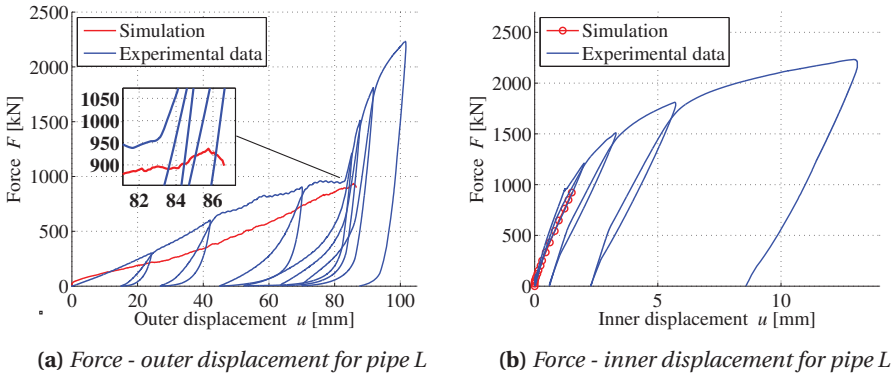 2500
2000
1500
1000
500
0
Force F [kN]
Simulation
Experimental data
1050
1000
950
900
82 84 86
0 20 40 60 80 100
Outer displacement u [mm]
(a) Force - outer displacement for pipe L
2500
2000
1500
1000
500
0
Force F [kN]
Simulation
Experimental data
0 5 10
Inner displacement u [mm]
(b) Force - inner displacement for pipe L